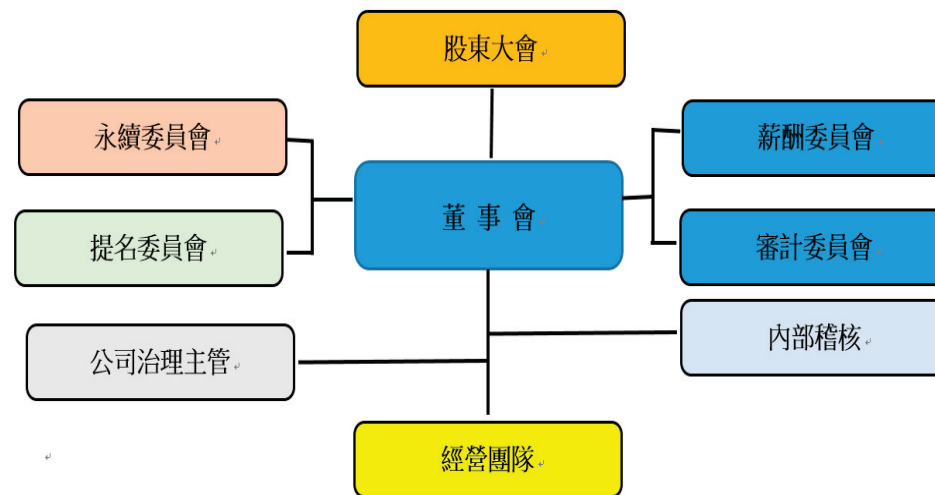 股東大會
永續委員會
薪酬委員會
董 事 會
提名委員會
審計委員會
內部稽核
公司治理主管
經營團隊